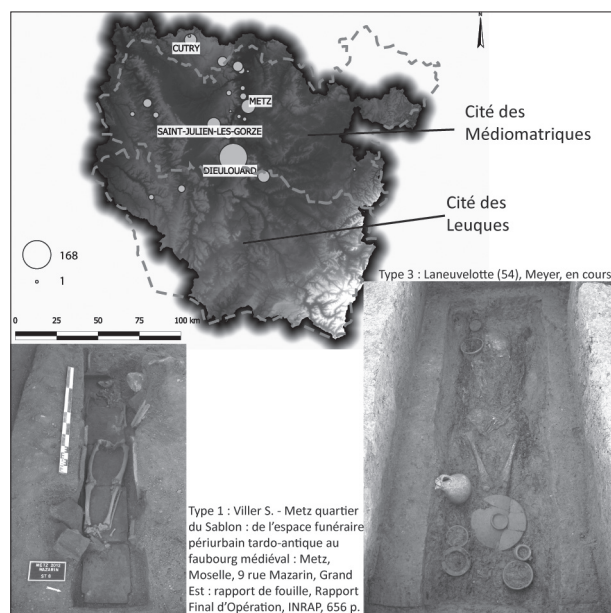 N
CUTRY
METZ
Cité des
Médiomatriques
SAINT-JULIEN-LES-GORZE
DIEULOUARD
Cité des
Leuques
168
1
Type 3 : Laneuvelotte (54), Meyer, en cours
0 25 50 75 100 km
Type 1 : Viller S. - Metz quartier
du Sablon : de l'espace funéraire
périurbain tardo-antique au
faubourg médiéval : Metz,
Moselle, 9 rue Mazarin, Grand
Est : rapport de fouille, Rapport
Final d'Opération, INRAP, 656 p.
METZ 2012
MAZARIN